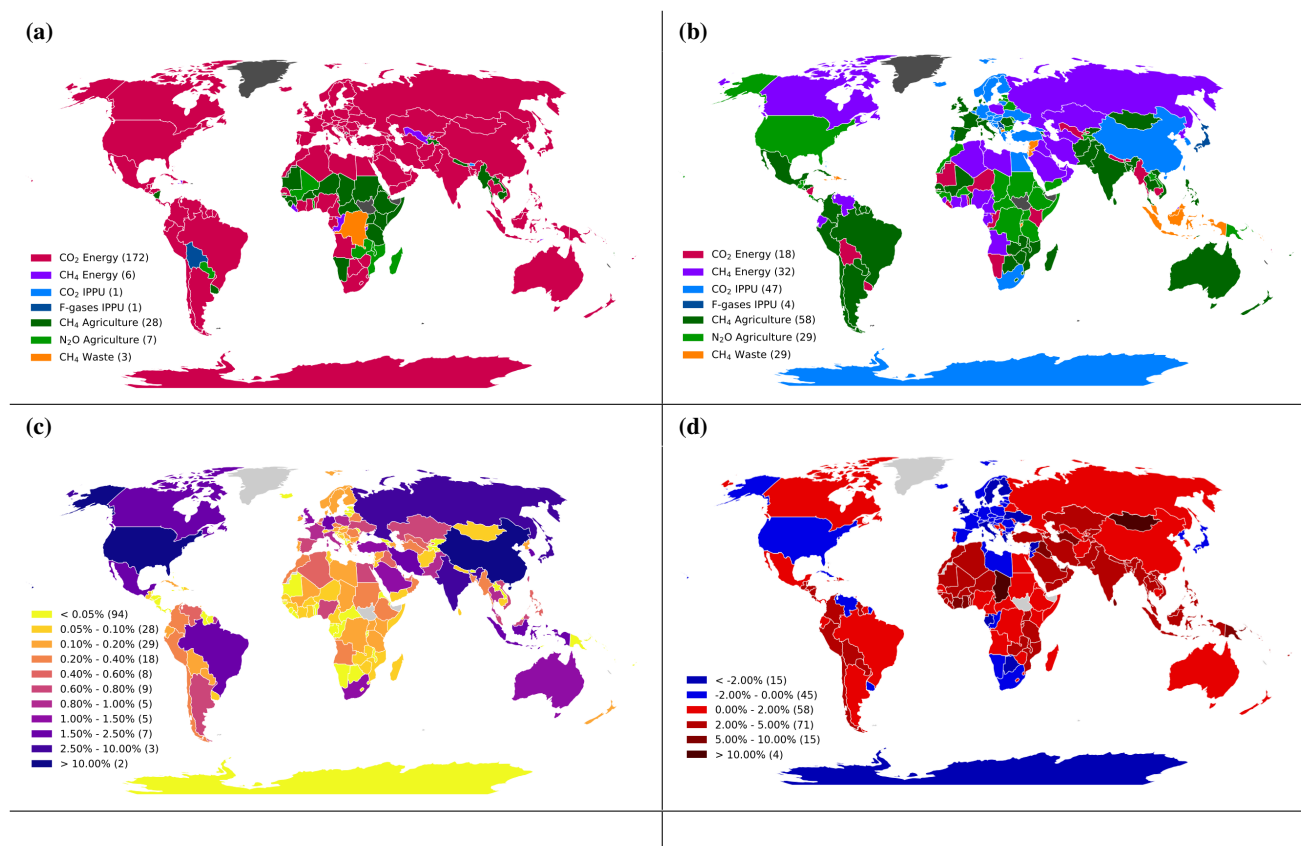 (a)
CO₂ Energy (172)
CH₄ Energy (6)
CO₂ IPPU (1)
F-gases IPPU (1)
CH₄ Agriculture (28)
N₂O Agriculture (7)
CH₄ Waste (3)
(b)
CO₂ Energy (18)
CH₄ Energy (32)
CO₂ IPPU (47)
F-gases IPPU (4)
CH₄ Agriculture (58)
N₂O Agriculture (29)
CH₄ Waste (29)
(c)
< 0.05% (94)
0.05% - 0.10% (28)
0.10% - 0.20% (29)
0.20% - 0.40% (18)
0.40% - 0.60% (8)
0.60% - 0.80% (9)
0.80% - 1.00% (5)
1.00% - 1.50% (5)
1.50% - 2.50% (7)
2.50% - 10.00% (3)
> 10.00% (2)
(d)
< -2.00% (15)
-2.00% - 0.00% (45)
0.00% - 2.00% (58)
2.00% - 5.00% (71)
5.00% - 10.00% (15)
> 10.00% (4)